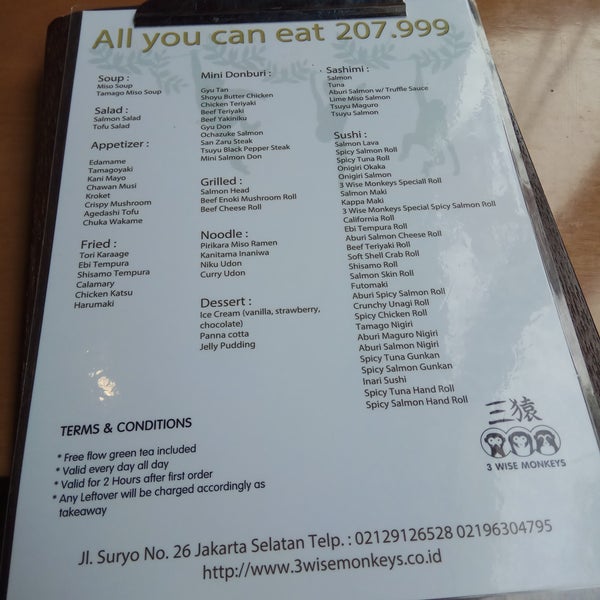 All you can eat 207.999
Soup :
Miso Soup
Tamago Miso Soup
Salad :
Salmon Salad
Tofu Salad
Appetizer :
Edamame
Tamagoyaki
Kani Mayo
Chawan Musi
Kroket
Crispy Mushroom
Agedashi Tofu
Chuka Wakame
Fried :
Tori Karaage
Ebi Tempura
Shisamo Tempura
Calamary
Chicken Katsu
Harumaki
Mini Donburi :
Gyu Tan
Shoyu Butter Chicken
Chicken Teriyaki
Beef Teriyaki
Beef Yakiniku
Gyu Don
Ochazuke Salmon
San Zaru Steak
Tsuyu Black Pepper Steak
Mini Salmon Don
Grilled :
Salmon Head
Beef Enoki Mushroom Roll
Beef Cheese Roll
Noodle :
Pirikara Miso Ramen
Kanitama Inaniwa
Niku Udon
Curry Udon
Dessert :
Ice Cream (vanilla, strawberry,
chocolate)
Panna cotta
Jelly Pudding
Sashimi :
Salmon
Tuna
Aburi Salmon w/ Truffle Sauce
Lime Miso Salmon
Tsuyu Maguro
Tsuyu Salmon
Sushi :
Salmon Lava
Spicy Salmon Roll
Spicy Tuna Roll
Onigiri Okaka
Onigiri Salmon
3 Wise Monkeys Speciall Roll
Salmon Maki
Kappa Maki
3 Wise Monkeys Special Spicy Salmon Roll
California Roll
Ebi Tempura Roll
Aburi Salmon Cheese Roll
Beef Teriyaki Roll
Soft Shell Crab Roll
Shisamo Roll
Salmon Skin Roll
Futomaki
Aburi Spicy Salmon Roll
Crunchy Unagi Roll
Spicy Chicken Roll
Tamago Nigiri
Aburi Maguro Nigiri
Aburi Salmon Nigiri
Spicy Tuna Gunkan
Spicy Salmon Gunkan
Inari Sushi
Spicy Tuna Hand Roll
Spicy Salmon Hand Roll
三猿
3 WISE MONKEYS
TERMS & CONDITIONS
* Free flow green tea included
* Valid every day all day
* Valid for 2 Hours after first order
* Any Leftover will be charged accordingly as
takeaway
Jl. Suryo No. 26 Jakarta Selatan Telp. : 02129126528 02196304795
http://www.3wisemonkeys.co.id